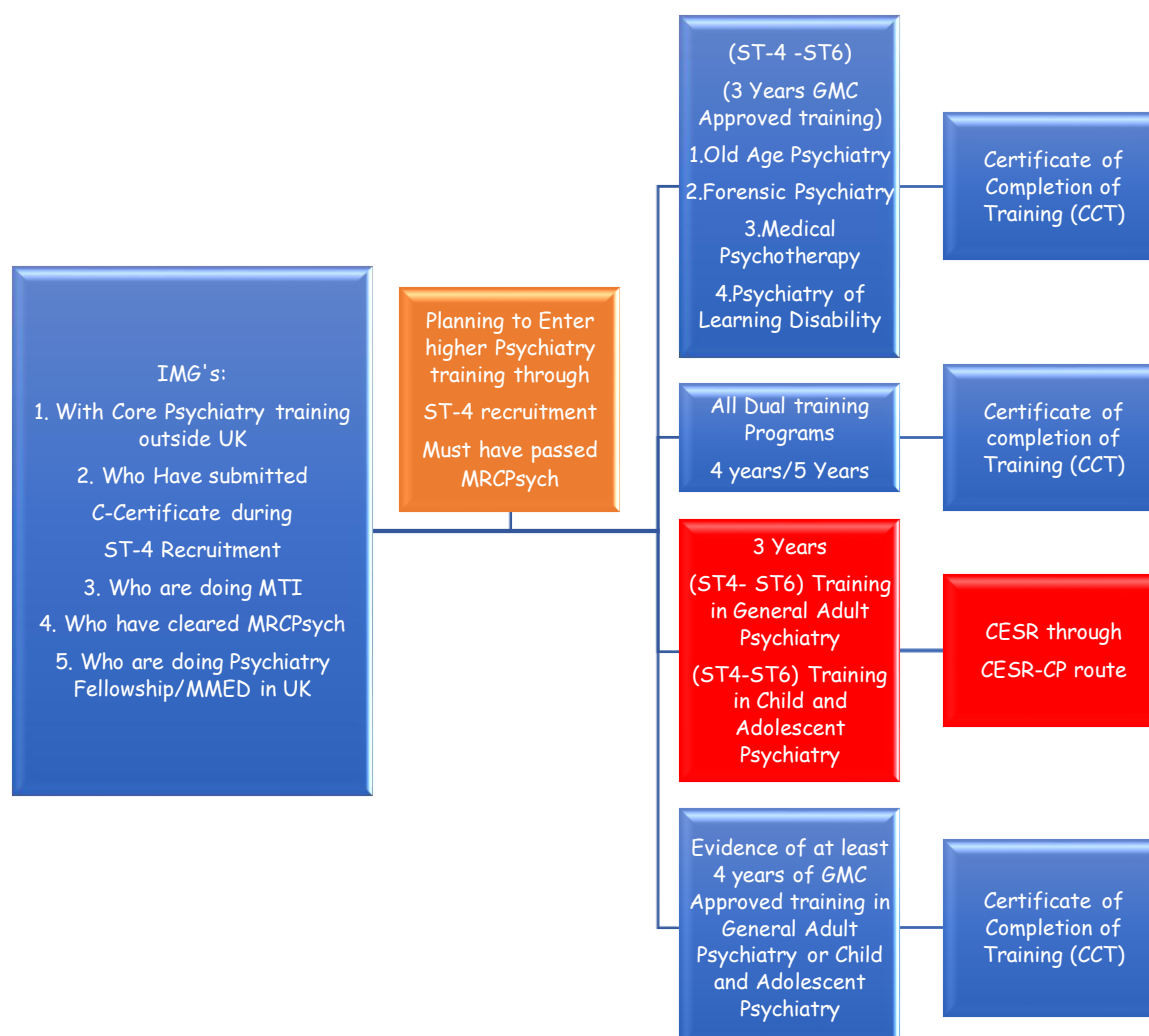 IMG's:
1. With Core Psychiatry training
outside UK
2. Who Have submitted
C-Certificate during
ST-4 Recruitment
3. Who are doing MTI
4. Who have cleared MRCPsych
5. Who are doing Psychiatry
Fellowship/MMED in UK
Planning to Enter
higher Psychiatry
training through
ST-4 recruitment
Must have passed
MRCPsych
(ST-4 -ST6)
(3 Years GMC
Approved training)
1.Old Age Psychiatry
2.Forensic Psychiatry
3.Medical
Psychotherapy
4.Psychiatry of
Learning Disability
Certificate of
Completion of
Training (CCT)
All Dual training
Programs
4 years/5 Years
Certificate of
completion of
Training (CCT)
3 Years
(ST4- ST6) Training
in General Adult
Psychiatry
(ST4-ST6) Training
in Child and
Adolescent
Psychiatry
CESR through
CESR-CP route
Evidence of at least
4 years of GMC
Approved training in
General Adult
Psychiatry or Child
and Adolescent
Psychiatry
Certificate of
Completion of
Training (CCT)